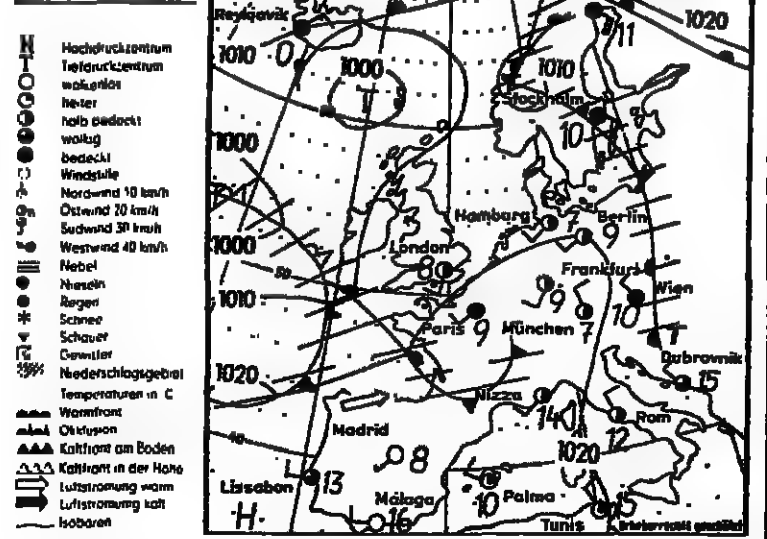 H Hochdruckzentrum
T Tiefdruckzentrum
wolkenlos
heiter
halb bedeckt
wolkig
bedeckt
Windstille
Nordwind 10 km/h
Ostwind 20 km/h
Südwind 30 km/h
Westwind 40 km/h
Nebel
Nieseln
Regen
Schnee
Schauer
Gewitter
Niederschlagsgebiet
Temperaturen in C
Warmfront
Okklusion
Kaltfront am Boden
Kaltfront in der Höhe
Luftströmung warm
Luftströmung kalt
Isobaren
Reykjavik
1010
0
1000
T
1010
11
1020
Stockholm
10
1000
1000
1010
1020
50
40
London
8
Hamburg
7
Berlin
9
Frankfurt
9
Wien
10
Paris
9
München
7
T
Dubrovnik
15
Nizza
14
Rom
12
1020
Madrid
8
Lissabon
13
Málaga
16
H
10
Palma
Tunis
15